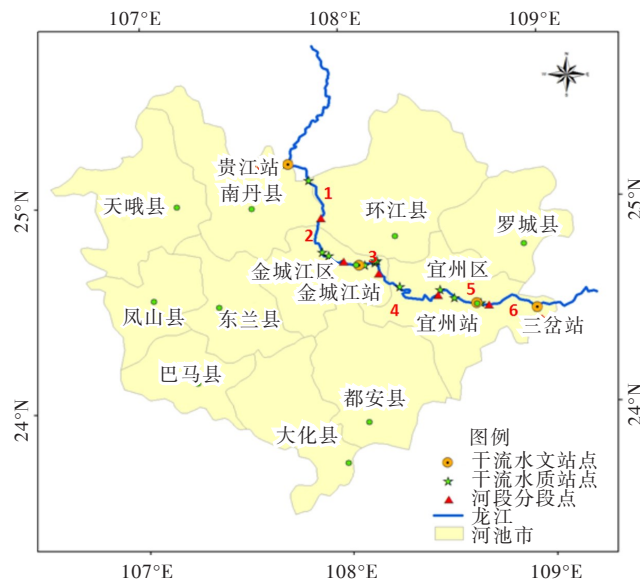 107°E 108°E 109°E
贵江站
1
天峨县
南丹县
环江县
25°N
25°N
罗城县
2
金城江区
3
宜州区
金城江站
5
凤山县
东兰县
4
宜州站
6
三岔站
巴马县
24°N
都安县
24°N
大化县
图例
干流水文站点
干流水质站点
河段分段点
龙江
河池市
107°E 108°E 109°E